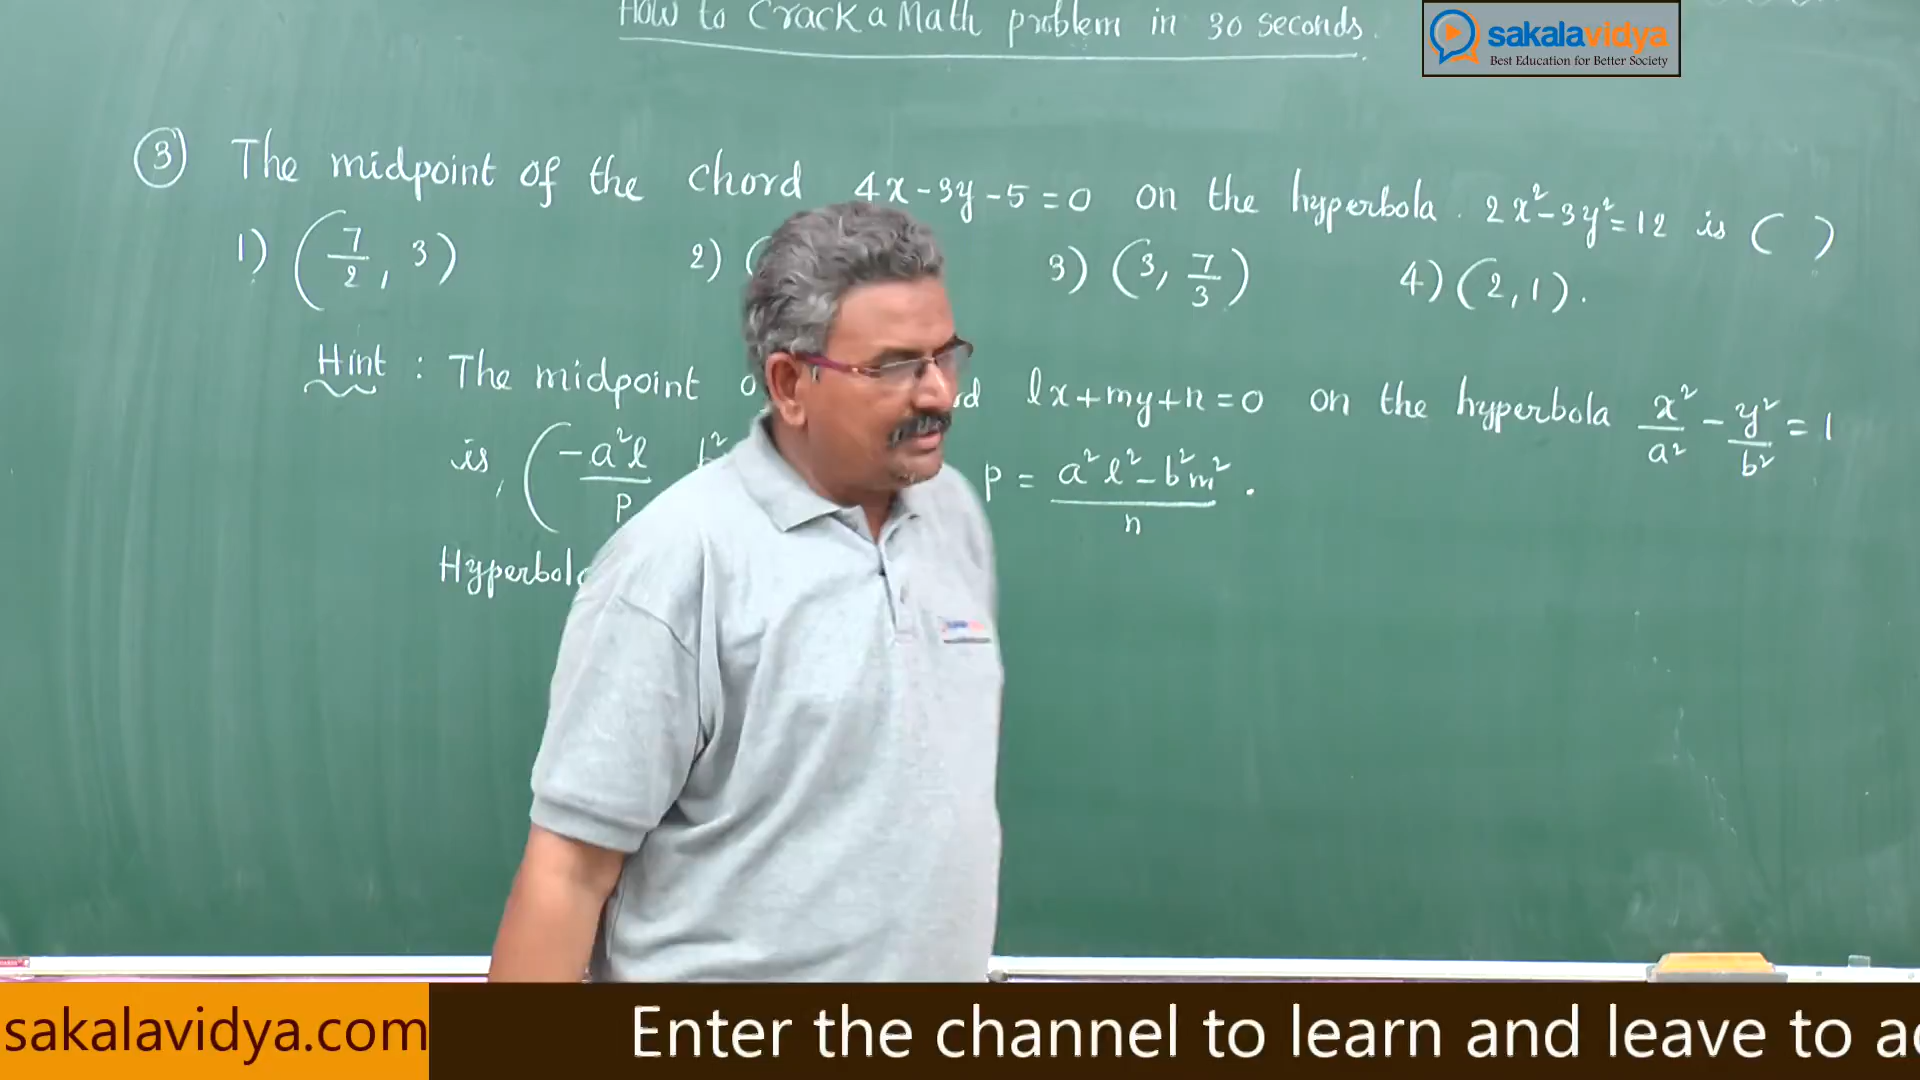 How to Crack a Math problem in 30 seconds.
sakalavidya
Best Education for Better Society
3 The midpoint of the chord 4x-3y-5=0 on the hyperbola. 2x²-3y²=12 is ( )
1) (7/2, 3) 2) ( 3) (3, 7/3) 4) (2,1).
Hint : The midpoint lx+my+n=0 on the hyperbola x²/a² - y²/b² = 1
is, (-a²l/p b² p = a²l²-b²m²/n .
sakalavidya.com
Enter the channel to learn and leave to